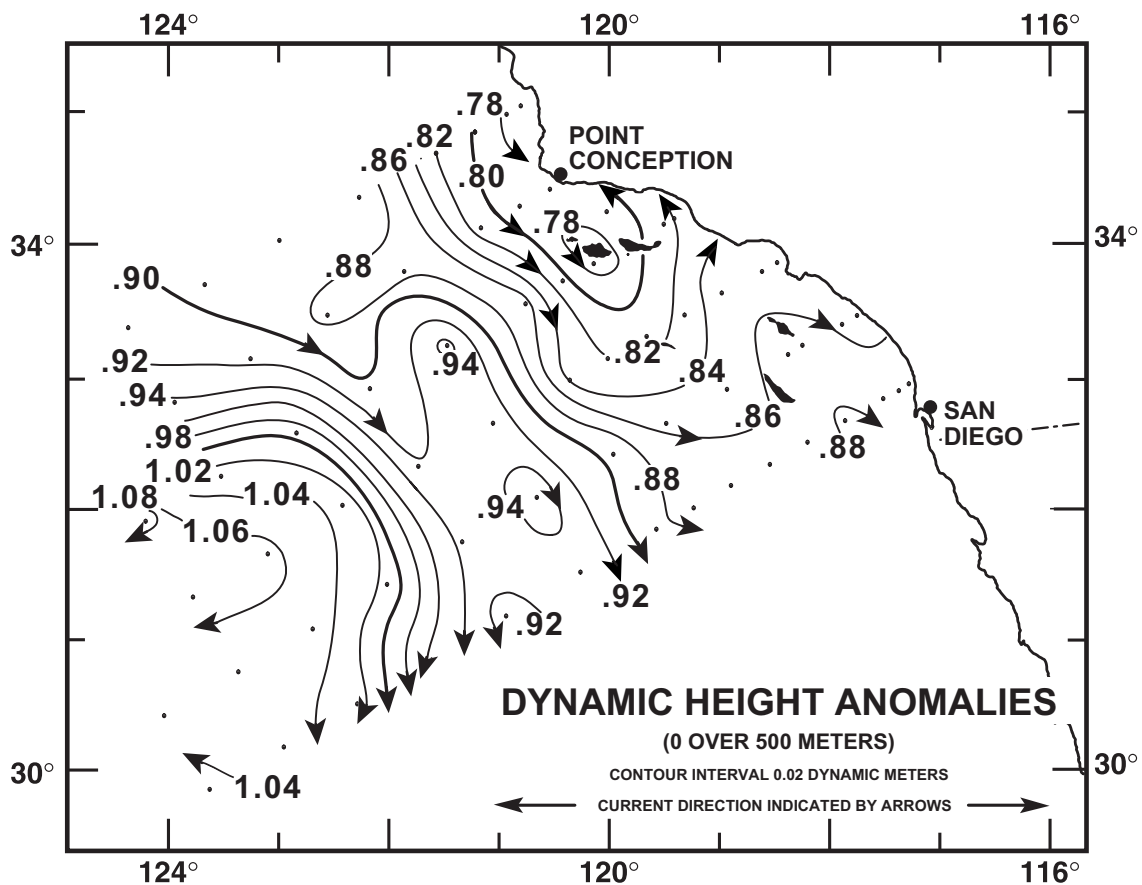 124° 120° 116°
.78
.82
POINT
CONCEPTION
.86
.80
.78
34° 34°
.88
.90
.92
.94
.82
.84
.94
.86
SAN
DIEGO
.98
.88
1.02
.88
1.04
1.08
.94
1.06
.92
.92
DYNAMIC HEIGHT ANOMALIES
(0 OVER 500 METERS)
30° 30°
CONTOUR INTERVAL 0.02 DYNAMIC METERS
1.04
CURRENT DIRECTION INDICATED BY ARROWS
124° 120° 116°